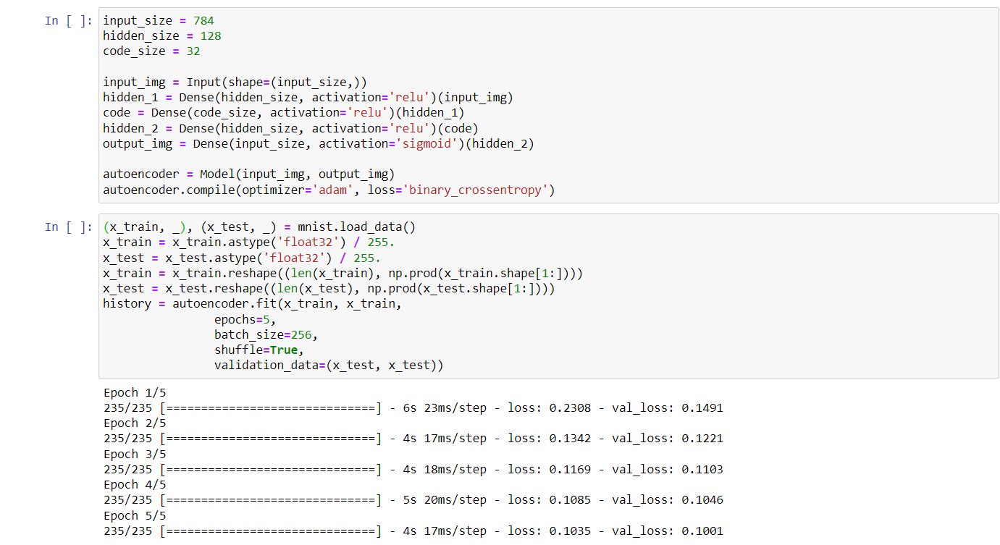 In [ ]: input_size = 784
hidden_size = 128
code_size = 32
input_img = Input(shape=(input_size,))
hidden_1 = Dense(hidden_size, activation='relu')(input_img)
code = Dense(code_size, activation='relu')(hidden_1)
hidden_2 = Dense(hidden_size, activation='relu')(code)
output_img = Dense(input_size, activation='sigmoid')(hidden_2)
autoencoder = Model(input_img, output_img)
autoencoder.compile(optimizer='adam', loss='binary_crossentropy')
In [ ]: (x_train, _), (x_test, _) = mnist.load_data()
x_train = x_train.astype('float32') / 255.
x_test = x_test.astype('float32') / 255.
x_train = x_train.reshape((len(x_train), np.prod(x_train.shape[1:])))
x_test = x_test.reshape((len(x_test), np.prod(x_test.shape[1:])))
history = autoencoder.fit(x_train, x_train,
epochs=5,
batch_size=256,
shuffle=True,
validation_data=(x_test, x_test))
Epoch 1/5
235/235 [==============================] - 6s 23ms/step - loss: 0.2308 - val_loss: 0.1491
Epoch 2/5
235/235 [==============================] - 4s 17ms/step - loss: 0.1342 - val_loss: 0.1221
Epoch 3/5
235/235 [==============================] - 4s 18ms/step - loss: 0.1169 - val_loss: 0.1103
Epoch 4/5
235/235 [==============================] - 5s 20ms/step - loss: 0.1085 - val_loss: 0.1046
Epoch 5/5
235/235 [==============================] - 4s 17ms/step - loss: 0.1035 - val_loss: 0.1001